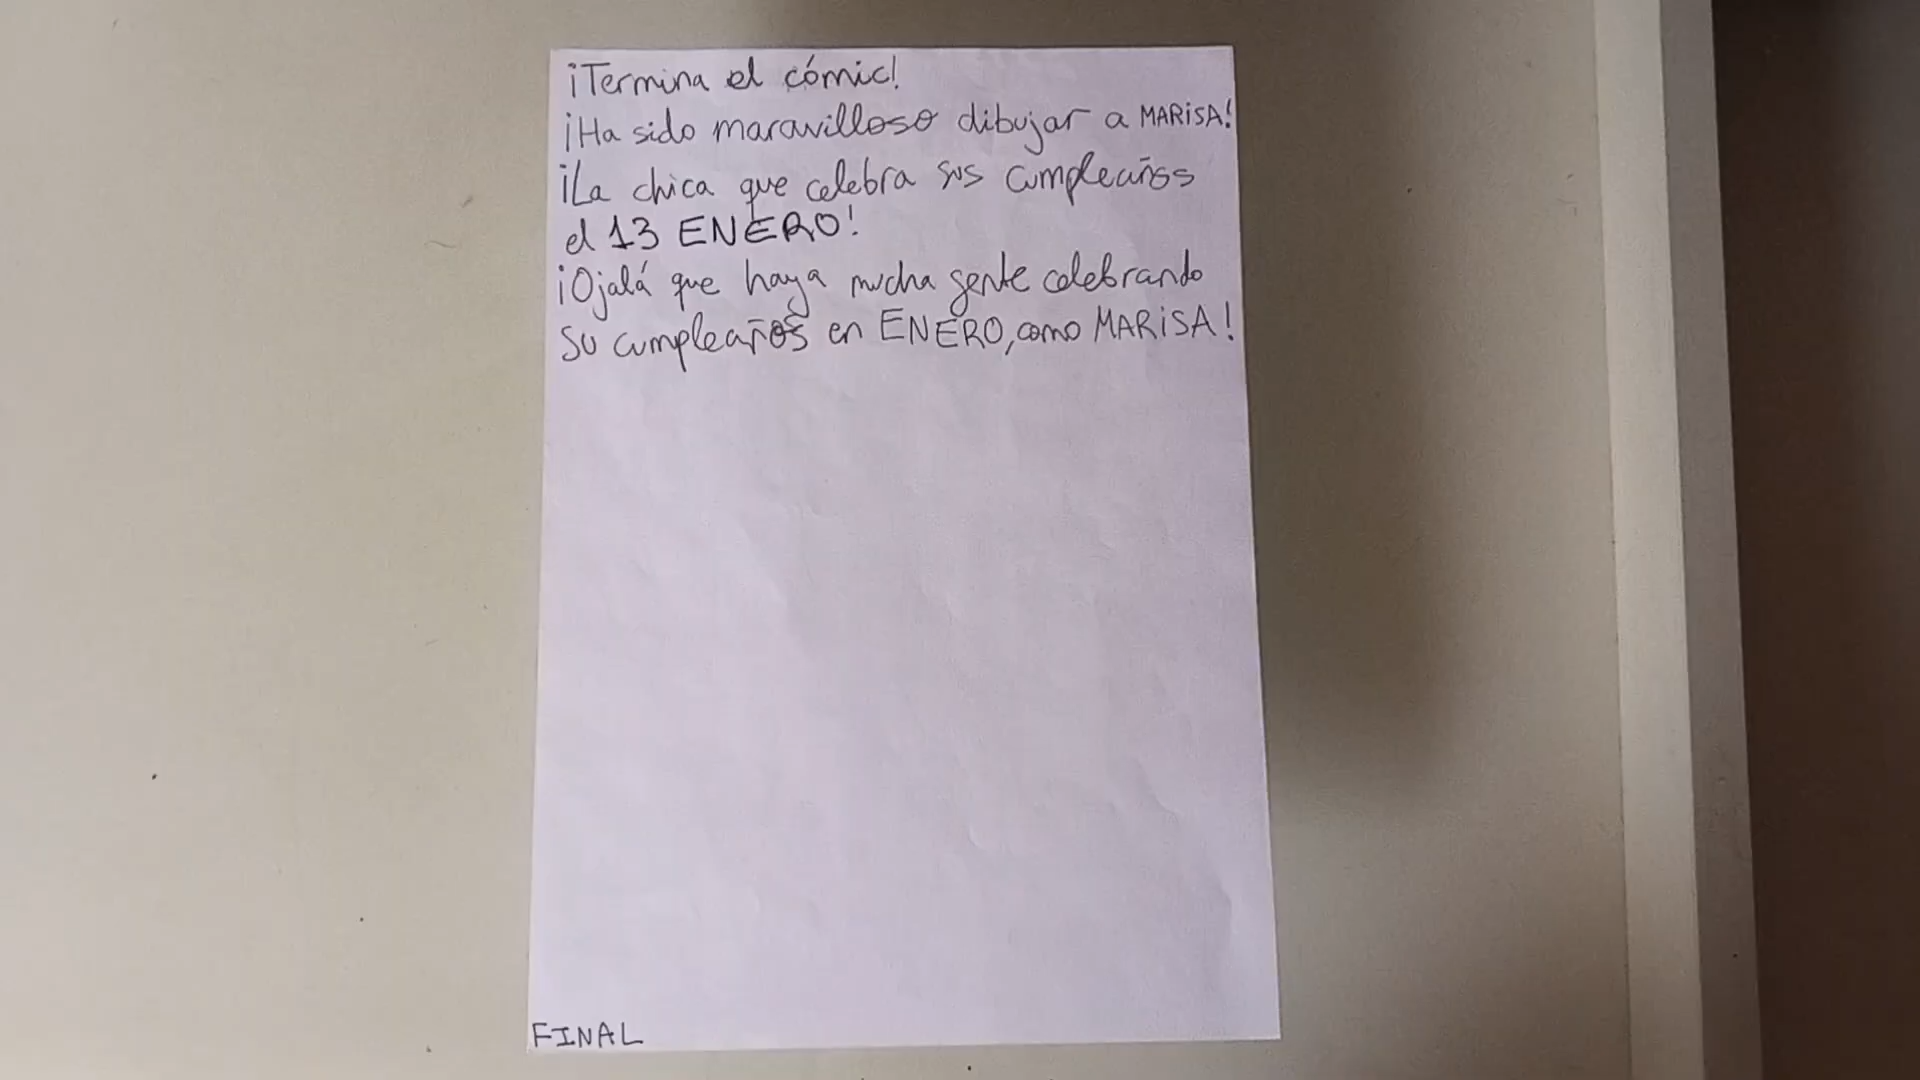 ¡Termina el cómic!
¡Ha sido maravilloso dibujar a MARiSA!
¡La chica que celebra sus cumpleaños
el 13 ENERO!
¡Ojalá que haya mucha gente celebrando
su cumpleaños en ENERO, como MARiSA!
FINAL